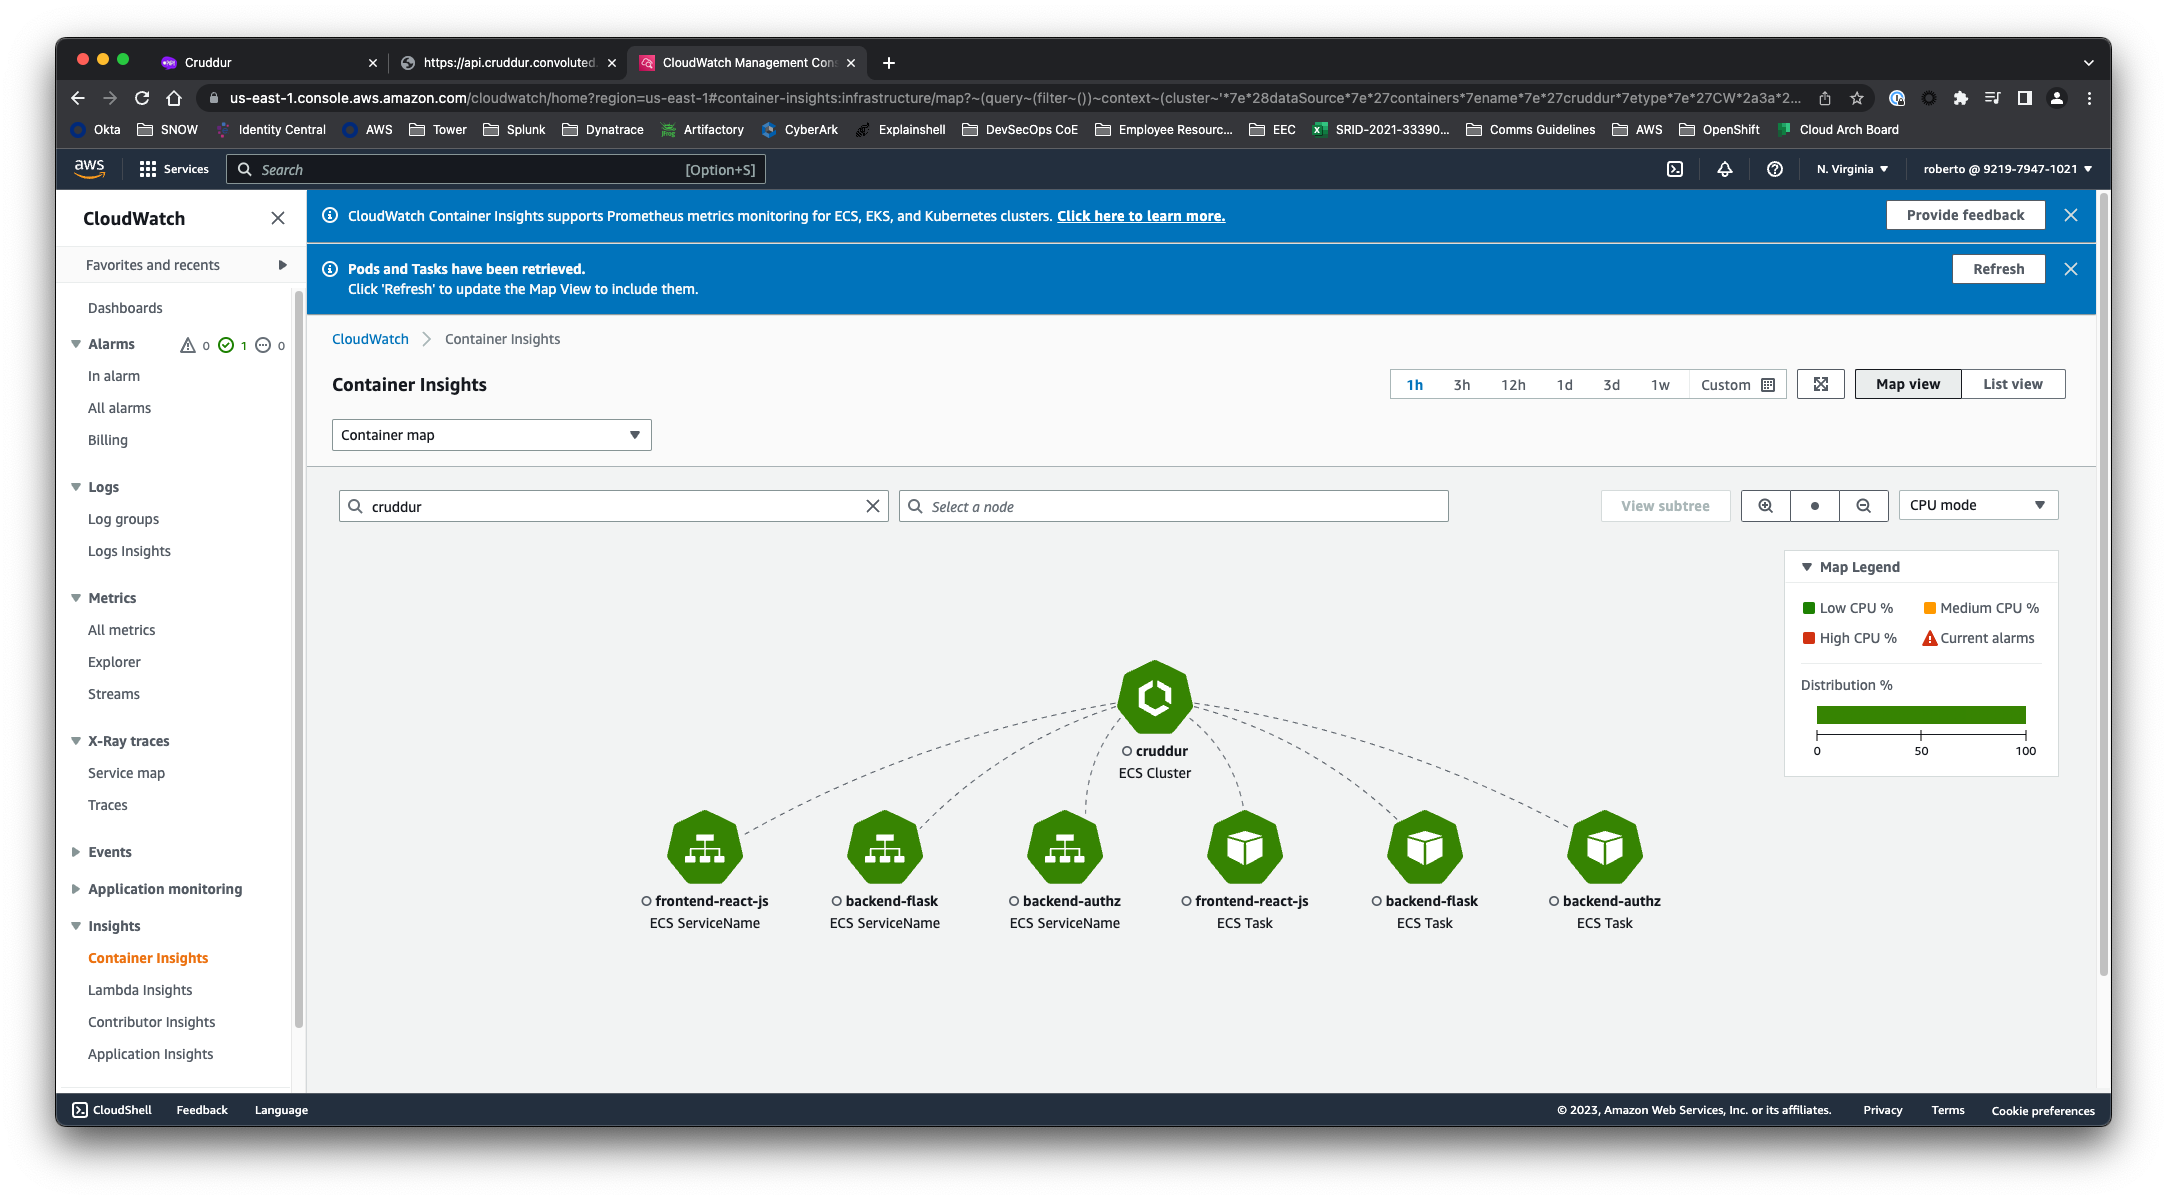 Cruddur
https://api.cruddur.convoluted.
CloudWatch Management Con
us-east-1.console.aws.amazon.com/cloudwatch/home?region=us-east-1#container-insights:infrastructure/map?~(query~(filter~())~context~(cluster~'*7e*28dataSource*7e*27containers*7ename*7e*27cruddur*7etype*7e*27CW*2a3a*2...
Okta SNOW Identity Central AWS Tower Splunk Dynatrace Artifactory CyberArk Explainshell DevSecOps CoE Employee Resourc... EEC SRID-2021-33390... Comms Guidelines AWS OpenShift Cloud Arch Board
aws Services Search [Option+S] N. Virginia roberto @ 9219-7947-1021
CloudWatch
Favorites and recents
Dashboards
Alarms 0 1 0
In alarm
All alarms
Billing
Logs
Log groups
Logs Insights
Metrics
All metrics
Explorer
Streams
X-Ray traces
Service map
Traces
Events
Application monitoring
Insights
Container Insights
Lambda Insights
Contributor Insights
Application Insights
CloudWatch Container Insights supports Prometheus metrics monitoring for ECS, EKS, and Kubernetes clusters. Click here to learn more.
Provide feedback
Pods and Tasks have been retrieved.
Click 'Refresh' to update the Map View to include them.
Refresh
CloudWatch Container Insights
Container Insights
1h 3h 12h 1d 3d 1w Custom
Map view List view
Container map
cruddur
Select a node
View subtree
CPU mode
Map Legend
Low CPU % Medium CPU %
High CPU % Current alarms
Distribution %
0 50 100
cruddur
ECS Cluster
frontend-react-js
ECS ServiceName
backend-flask
ECS ServiceName
backend-authz
ECS ServiceName
frontend-react-js
ECS Task
backend-flask
ECS Task
backend-authz
ECS Task
CloudShell Feedback Language
© 2023, Amazon Web Services, Inc. or its affiliates. Privacy Terms Cookie preferences